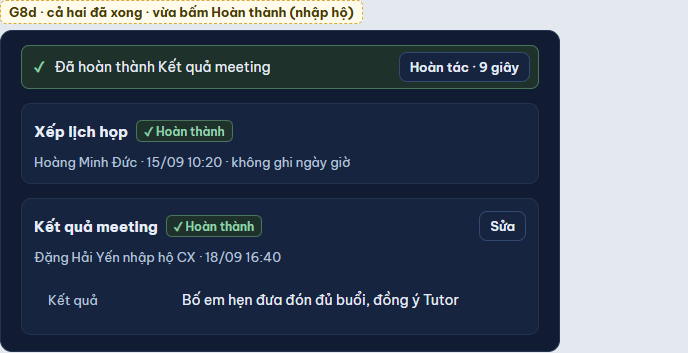 G8d · cả hai đã xong · vừa bấm Hoàn thành (nhập hộ)
✓ Đã hoàn thành Kết quả meeting
Hoàn tác · 9 giây
Xếp lịch họp
✓ Hoàn thành
Hoàng Minh Đức · 15/09 10:20 · không ghi ngày giờ
Kết quả meeting
✓ Hoàn thành
Sửa
Đặng Hải Yến nhập hộ CX · 18/09 16:40
Kết quả
Bố em hẹn đưa đón đủ buổi, đồng ý Tutor